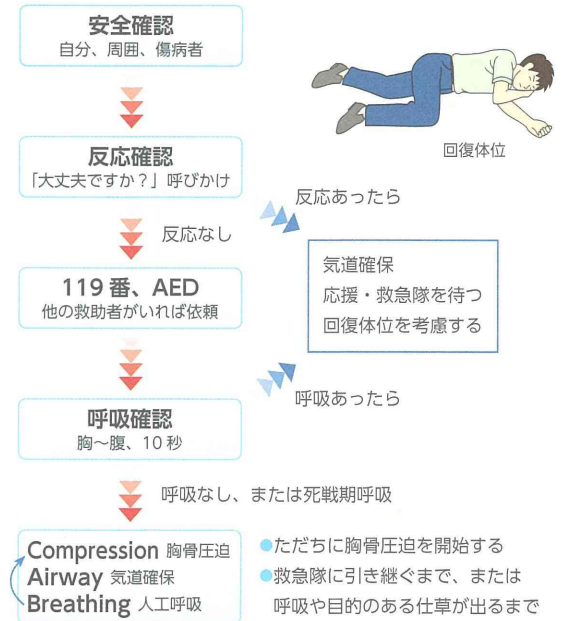 安全確認
自分、周囲、傷病者
回復体位
反応確認
「大丈夫ですか？」呼びかけ
反応あったら
反応なし
気道確保
応援・救急隊を待つ
回復体位を考慮する
119番、AED
他の救助者がいれば依頼
呼吸あったら
呼吸確認
胸〜腹、10秒
呼吸なし、または死戦期呼吸
Compression 胸骨圧迫
Airway 気道確保
Breathing 人工呼吸
●ただちに胸骨圧迫を開始する
●救急隊に引き継ぐまで、または
呼吸や目的のある仕草が出るまで